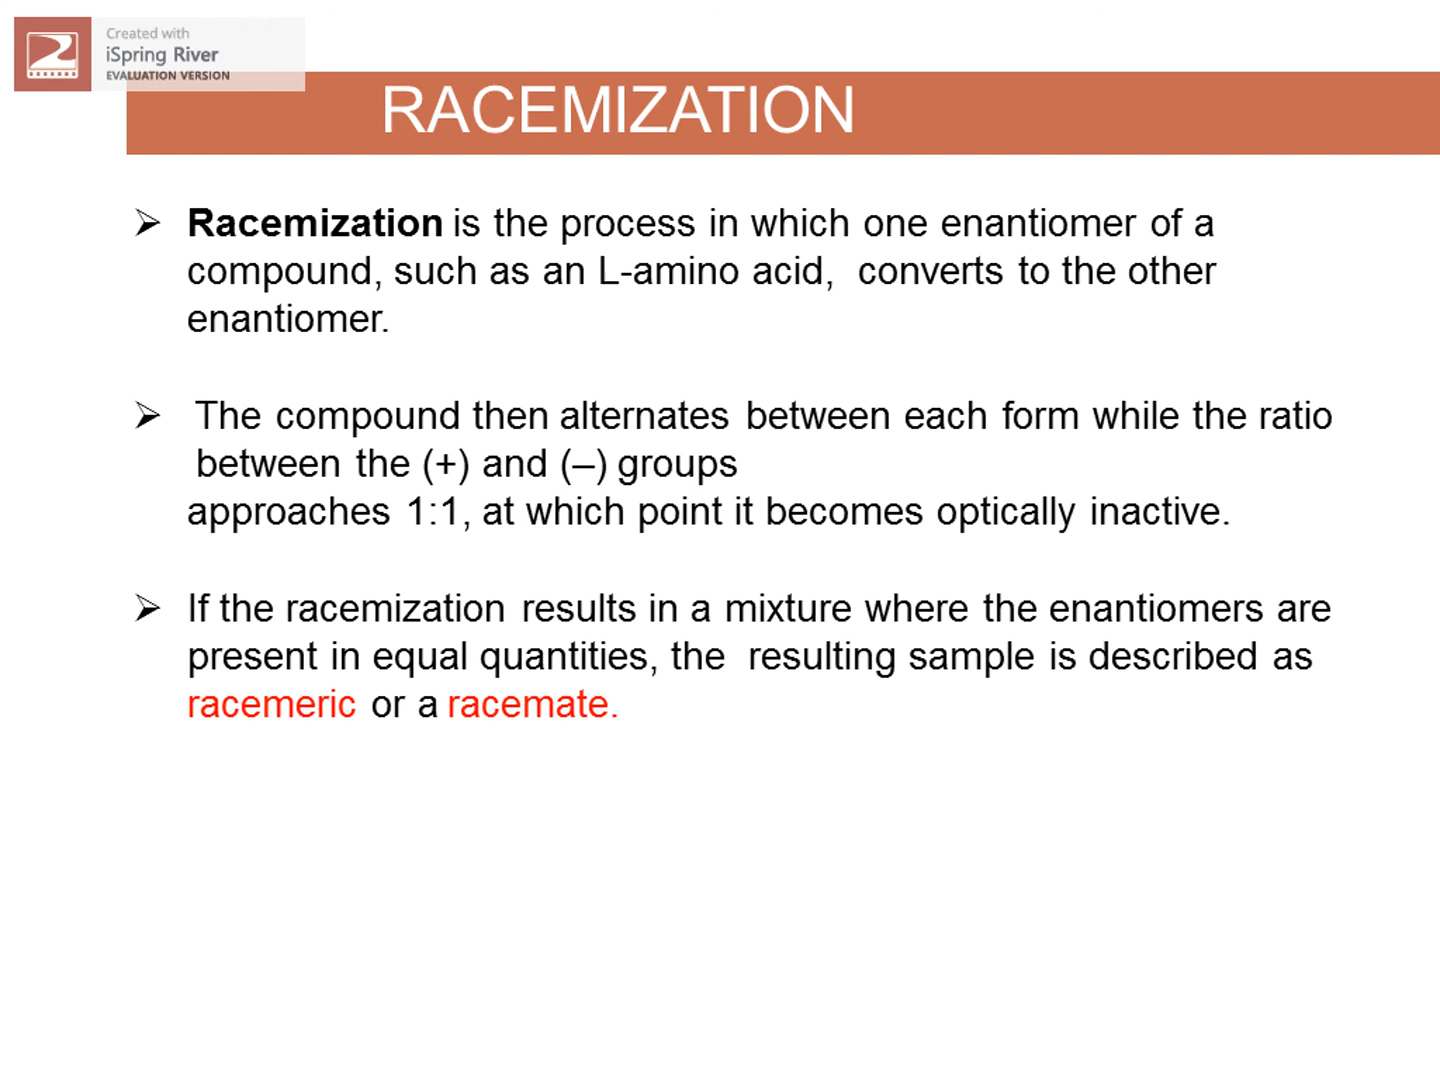 Created with
iSpring River
EVALUATION VERSION
RACEMIZATION
Racemization is the process in which one enantiomer of a
compound, such as an L-amino acid, converts to the other
enantiomer.
The compound then alternates between each form while the ratio
between the (+) and (–) groups
approaches 1:1, at which point it becomes optically inactive.
If the racemization results in a mixture where the enantiomers are
present in equal quantities, the resulting sample is described as
racemeric or a racemate.